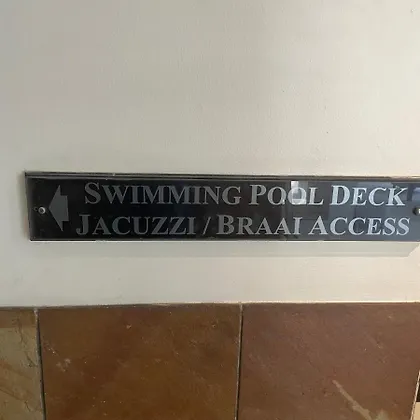 SWIMMING POOL DECK
JACUZZI / BRAAI ACCESS